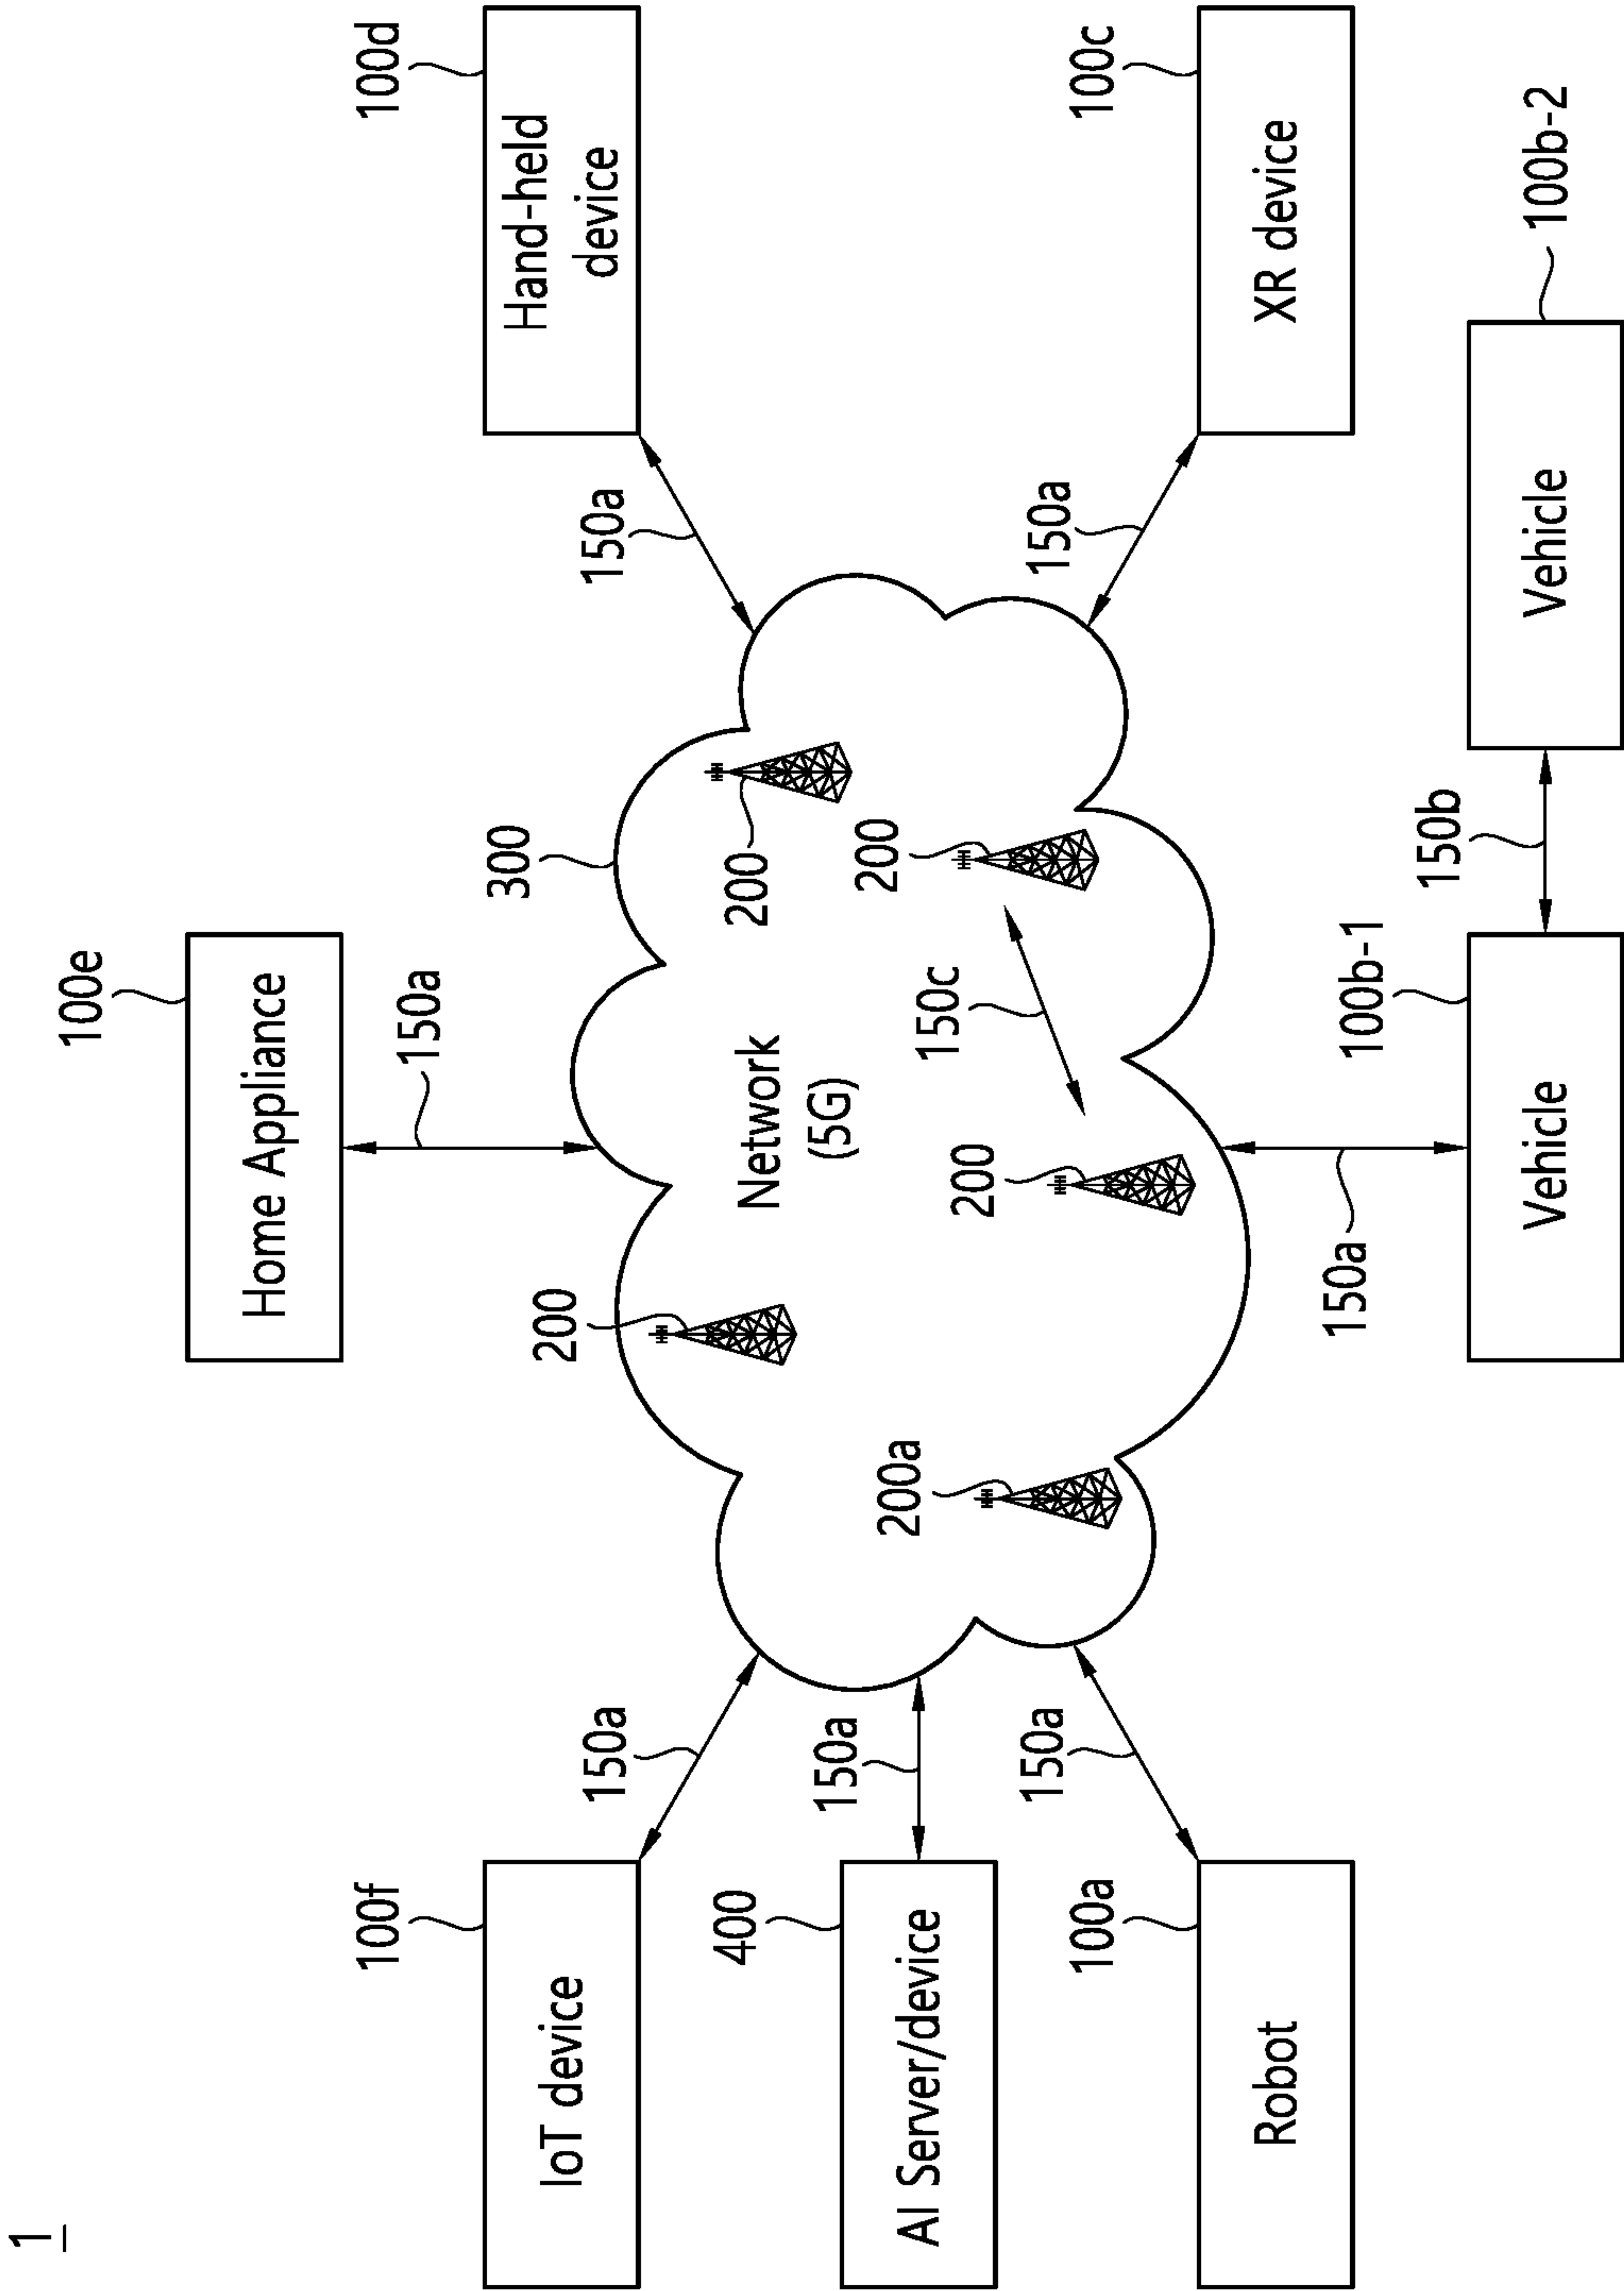 1
100e
Home Appliance
150a
100f
IoT device
150a
300
150a
100d
Hand-held
device
200
200
Network
(5G)
400
AI Server/device
150a
200a
200
150c
200
100a
Robot
150a
150a
100c
XR device
150a
100b-1
Vehicle
150b
100b-2
Vehicle